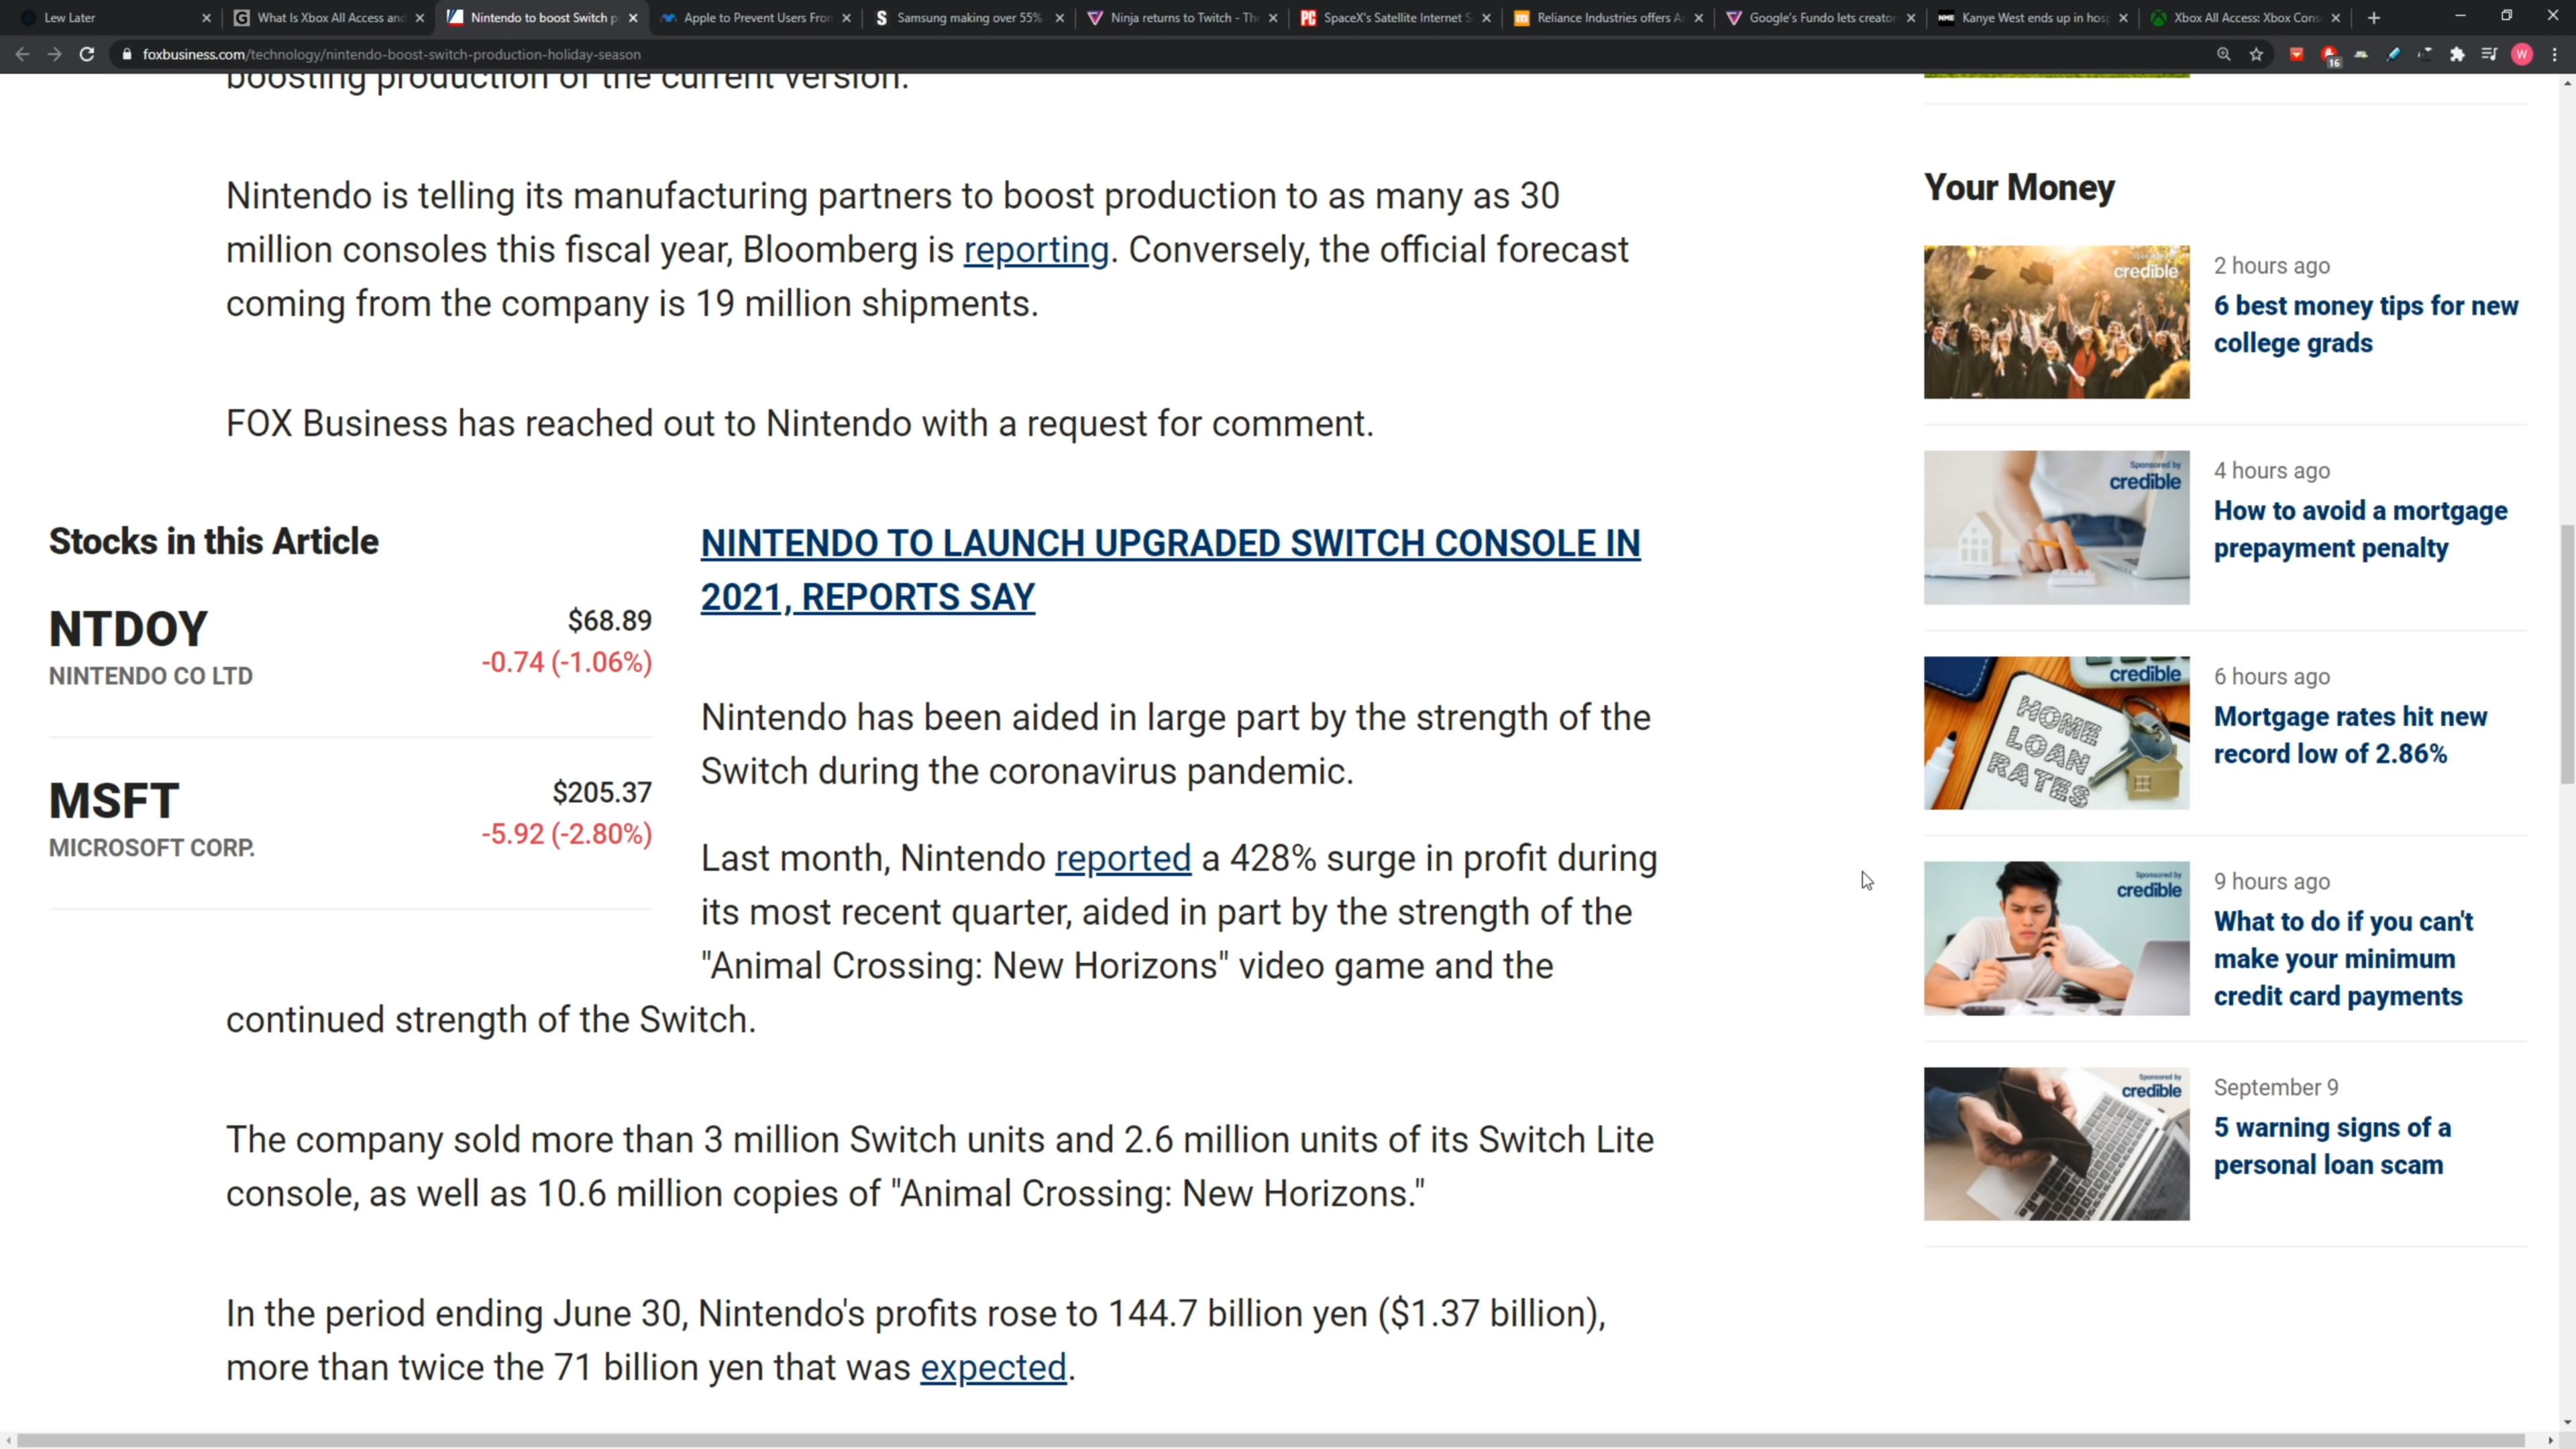 Lew Later
What Is Xbox All Access and
Nintendo to boost Switch p
Apple to Prevent Users From
Samsung making over 55%
Ninja returns to Twitch - The
SpaceX's Satellite Internet S
Reliance Industries offers A
Google's Fundo lets creator
Kanye West ends up in hos
Xbox All Access: Xbox Cons
foxbusiness.com/technology/nintendo-boost-switch-production-holiday-season
16
W
boosting production of the current version.
Nintendo is telling its manufacturing partners to boost production to as many as 30
million consoles this fiscal year, Bloomberg is reporting. Conversely, the official forecast
coming from the company is 19 million shipments.
FOX Business has reached out to Nintendo with a request for comment.
Stocks in this Article
NTDOY
$68.89
NINTENDO CO LTD
-0.74 (-1.06%)
MSFT
$205.37
MICROSOFT CORP.
-5.92 (-2.80%)
NINTENDO TO LAUNCH UPGRADED SWITCH CONSOLE IN
2021, REPORTS SAY
Nintendo has been aided in large part by the strength of the
Switch during the coronavirus pandemic.
Last month, Nintendo reported a 428% surge in profit during
its most recent quarter, aided in part by the strength of the
"Animal Crossing: New Horizons" video game and the
continued strength of the Switch.
The company sold more than 3 million Switch units and 2.6 million units of its Switch Lite
console, as well as 10.6 million copies of "Animal Crossing: New Horizons."
In the period ending June 30, Nintendo's profits rose to 144.7 billion yen ($1.37 billion),
more than twice the 71 billion yen that was expected.
Your Money
credible
2 hours ago
6 best money tips for new
college grads
Sponsored by
credible
4 hours ago
How to avoid a mortgage
prepayment penalty
credible
HOME
LOAN
RATES
6 hours ago
Mortgage rates hit new
record low of 2.86%
Sponsored by
credible
9 hours ago
What to do if you can't
make your minimum
credit card payments
Sponsored by
credible
September 9
5 warning signs of a
personal loan scam